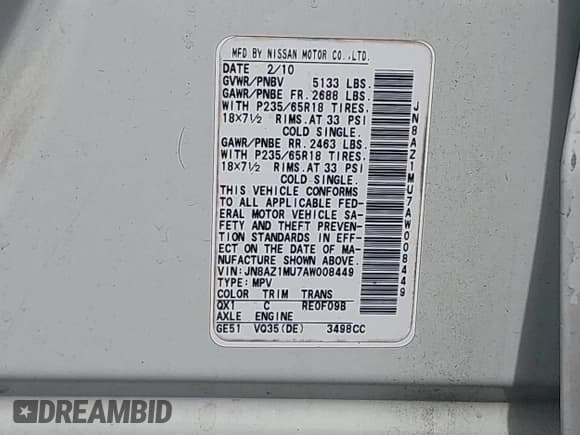 MFD BY NISSAN MOTOR CO.,LTD.
DATE 2/10
GVWR/PNBV 5133 LBS.
GAWR/PNBE FR. 2688 LBS.
WITH P235/65R18 TIRES.
18×7½ RIMS. AT 33 PSI
COLD SINGLE.
GAWR/PNBE RR. 2463 LBS.
WITH P235/65R18 TIRES.
18×7½ RIMS. AT 33 PSI
COLD SINGLE.
THIS VEHICLE CONFORMS
TO ALL APPLICABLE FED-
ERAL MOTOR VEHICLE SA-
FETY AND THEFT PREVEN-
TION STANDARDS IN EFF-
ECT ON THE DATE OF MA-
NUFACTURE SHOWN ABOVE.
VIN: JN8AZ1MU7AW008449
TYPE: MPV
COLOR TRIM TRANS
QX1 C RE0F09B
AXLE ENGINE
GE51 VQ35(DE) 3498CC
JN8AZ1MU7AW008449
DREAMBID